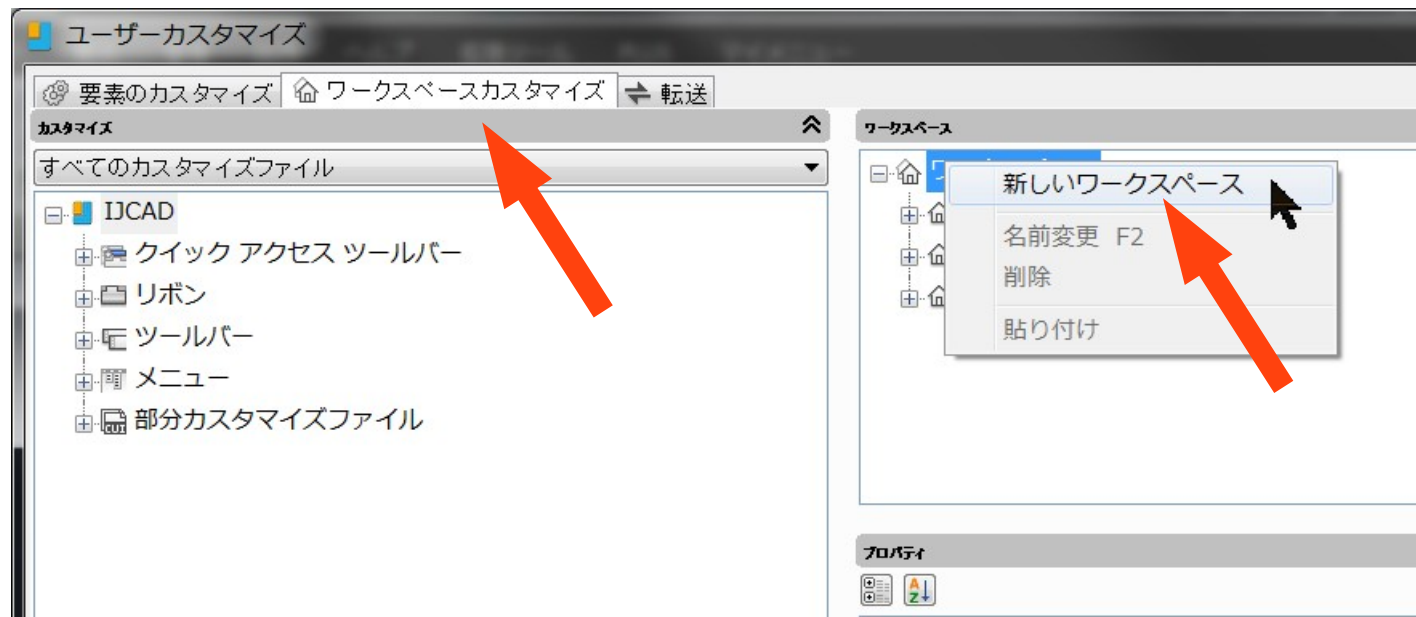 ユーザーカスタマイズ
要素のカスタマイズ ワークスペースカスタマイズ 転送
カスタマイズ
すべてのカスタマイズファイル
IJCAD
クイック アクセス ツールバー
リボン
ツールバー
メニュー
部分カスタマイズファイル
ワークスペース
新しいワークスペース
名前変更 F2
削除
貼り付け
プロパティ